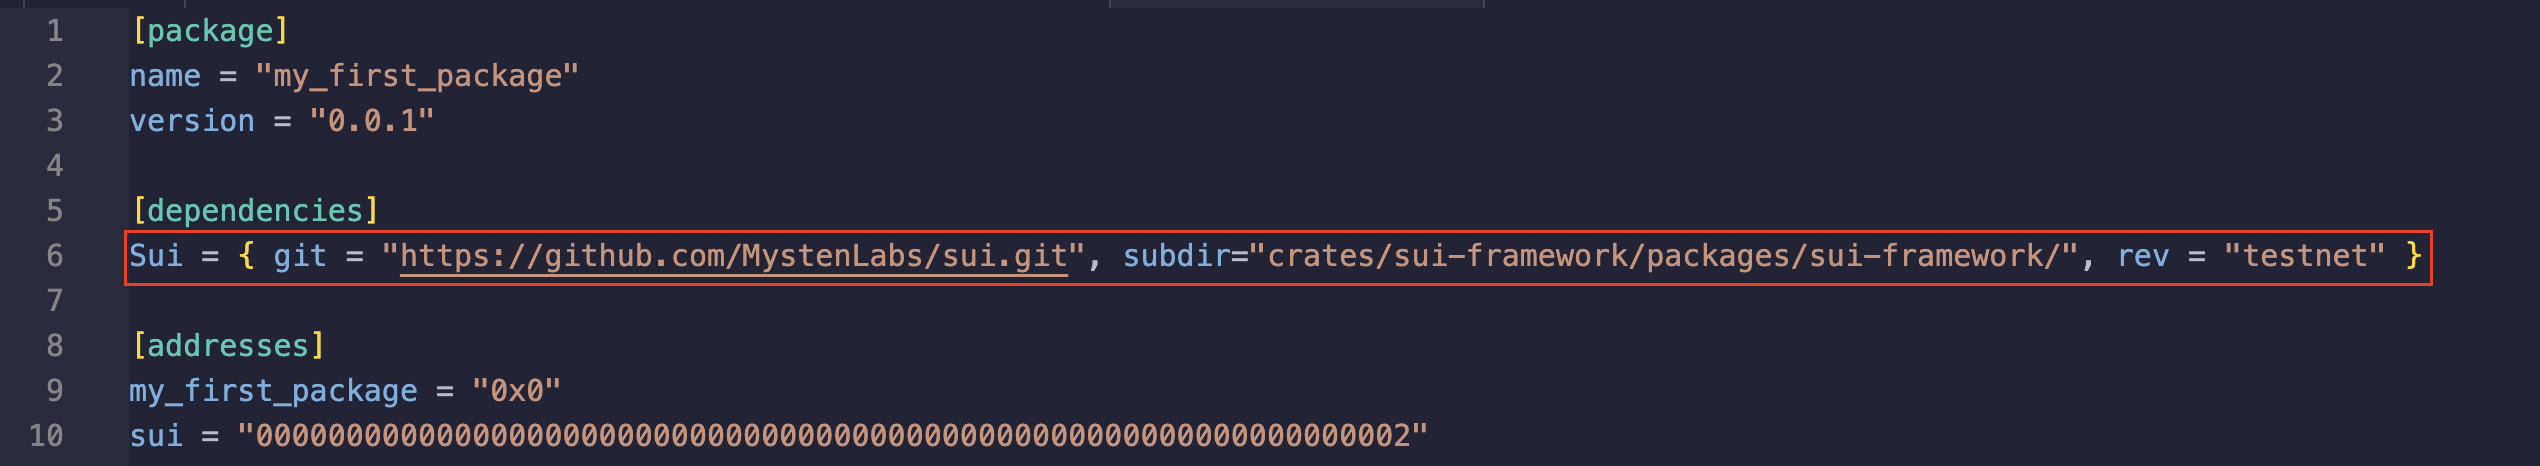 1 [package]
2 name = "my_first_package"
3 version = "0.0.1"
4
5 [dependencies]
6 Sui = { git = "https://github.com/MystenLabs/sui.git", subdir="crates/sui-framework/packages/sui-framework/", rev = "testnet" }
7
8 [addresses]
9 my_first_package = "0x0"
10 sui = "0000000000000000000000000000000000000000000000000000000000000002"